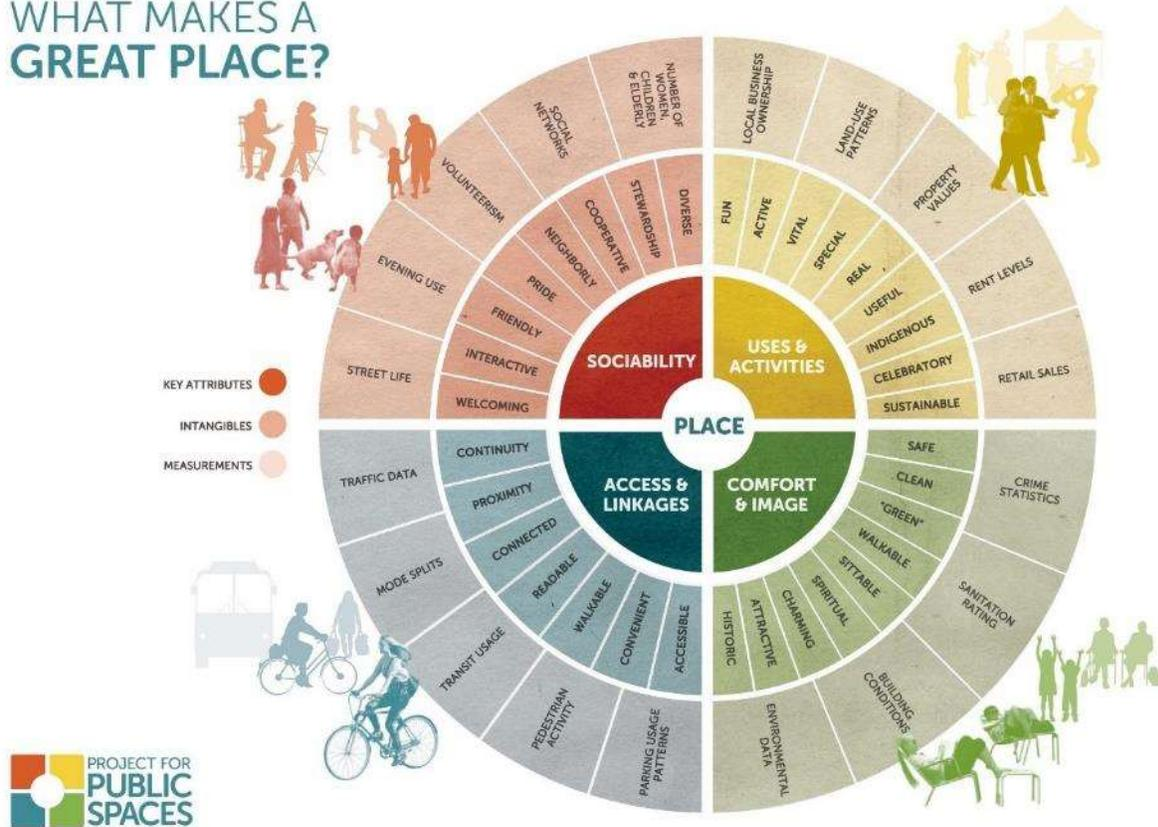 WHAT MAKES A
GREAT PLACE?
KEY ATTRIBUTES
INTANGIBLES
MEASUREMENTS
PLACE
SOCIABILITY
DIVERSE
STEWARDSHIP
COOPERATIVE
NEIGHBORLY
PRIDE
FRIENDLY
INTERACTIVE
WELCOMING
NUMBER OF
WOMEN,
CHILDREN
& ELDERLY
SOCIAL
NETWORKS
VOLUNTEERISM
EVENING USE
STREET LIFE
USES &
ACTIVITIES
FUN
ACTIVE
VITAL
SPECIAL
REAL
USEFUL
INDIGENOUS
CELEBRATORY
SUSTAINABLE
LOCAL BUSINESS
OWNERSHIP
LAND-USE
PATTERNS
PROPERTY
VALUES
RENT LEVELS
RETAIL SALES
ACCESS &
LINKAGES
CONTINUITY
PROXIMITY
CONNECTED
READABLE
WALKABLE
CONVENIENT
ACCESSIBLE
TRAFFIC DATA
MODE SPLITS
TRANSIT USAGE
PEDESTRIAN
ACTIVITY
PARKING USAGE
PATTERNS
COMFORT
& IMAGE
SAFE
CLEAN
"GREEN"
WALKABLE
SITTABLE
SPIRITUAL
CHARMING
ATTRACTIVE
HISTORIC
CRIME
STATISTICS
SANITATION
RATING
BUILDING
CONDITIONS
ENVIRONMENTAL
DATA
PROJECT FOR
PUBLIC
SPACES